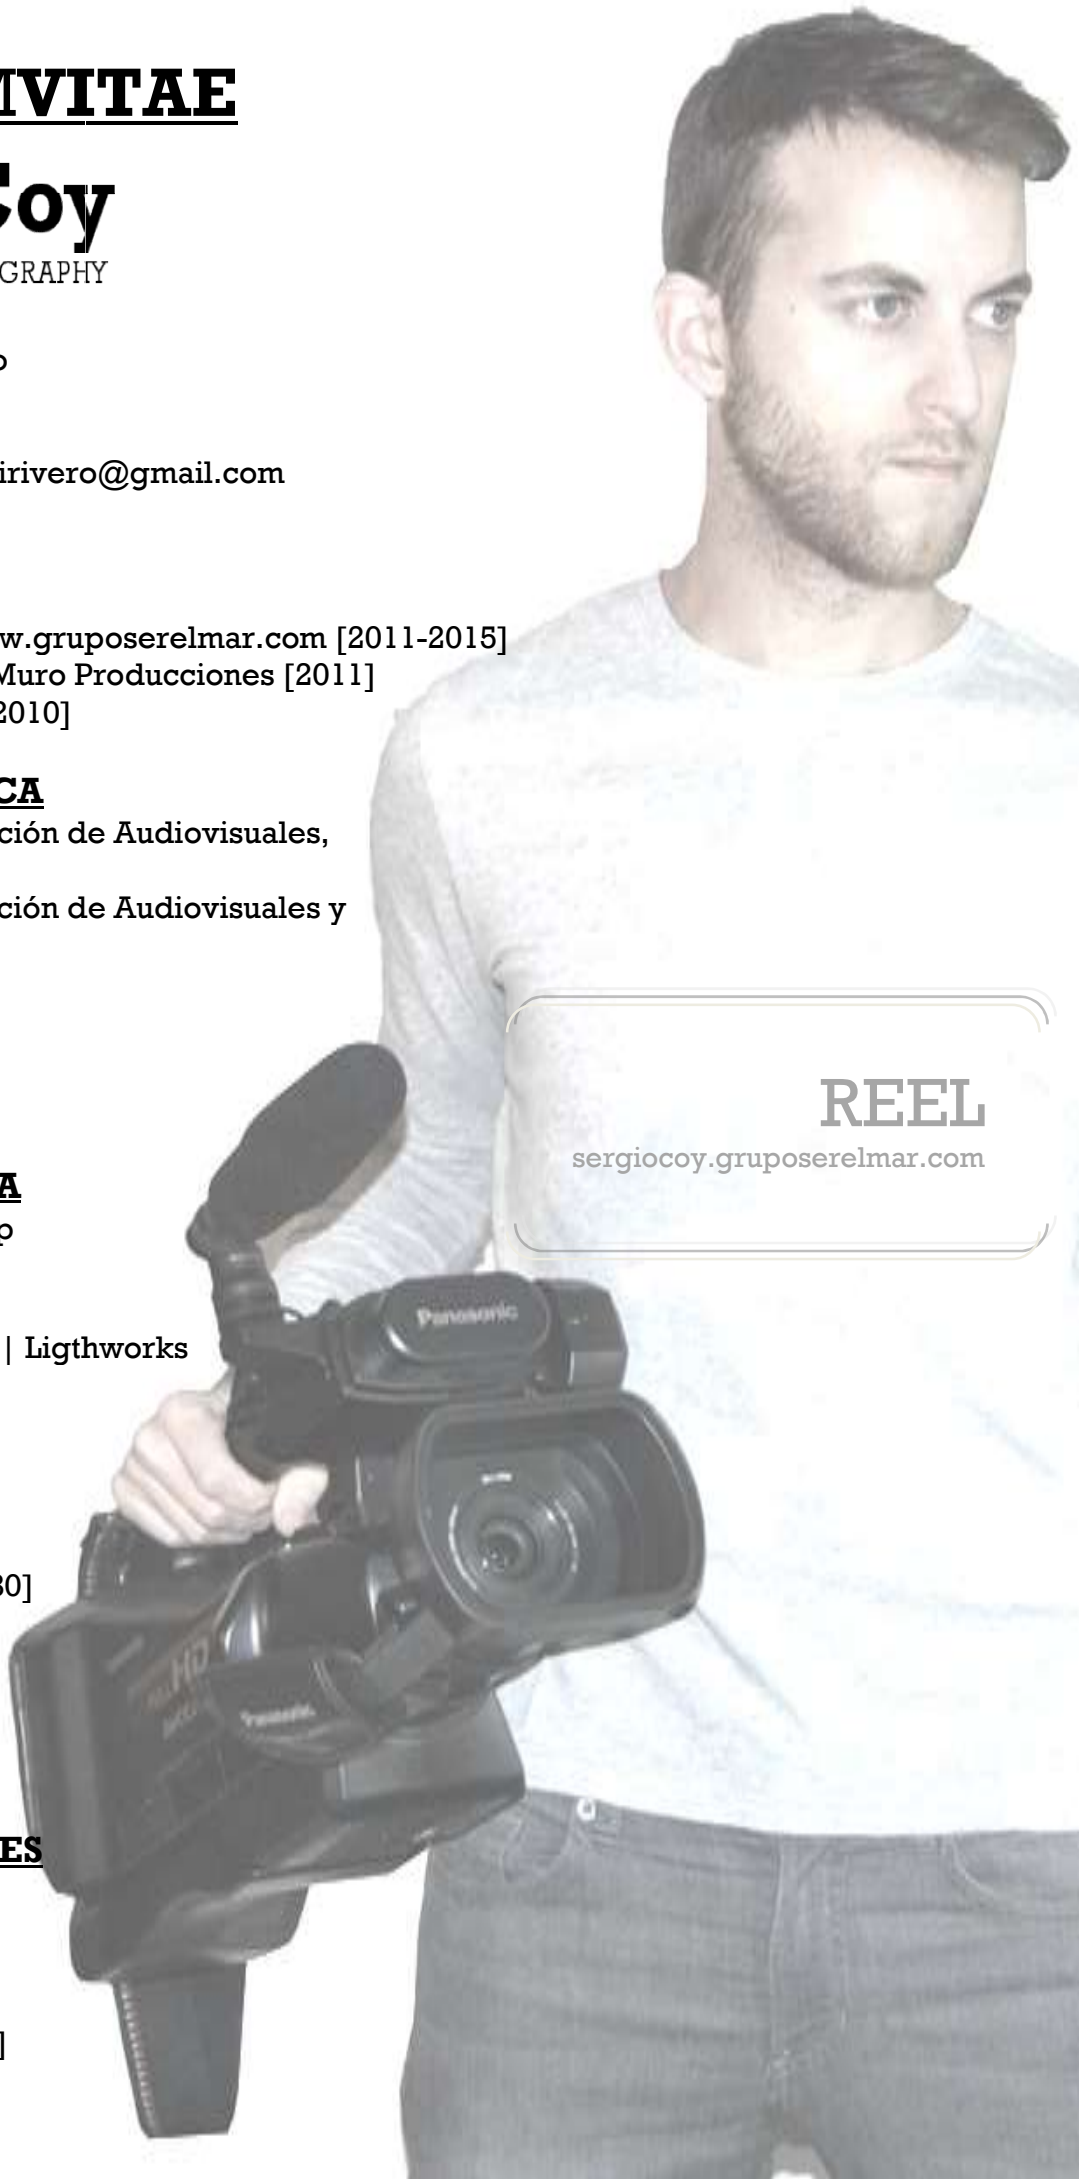 MVITAE
Coy
GRAPHY
o
irivero@gmail.com
w.gruposerelmar.com [2011-2015]
Muro Producciones [2011]
2010]
CA
ción de Audiovisuales,
ción de Audiovisuales y
REEL
sergiocoy.gruposerelmar.com
A
p
Panasonic
| Ligthworks
30]
HD
Panasonic
ES
]